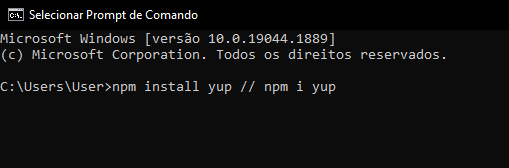 Selecionar Prompt de Comando
Microsoft Windows [versão 10.0.19044.1889]
(c) Microsoft Corporation. Todos os direitos reservados.
C:\Users\User>npm install yup // npm i yup